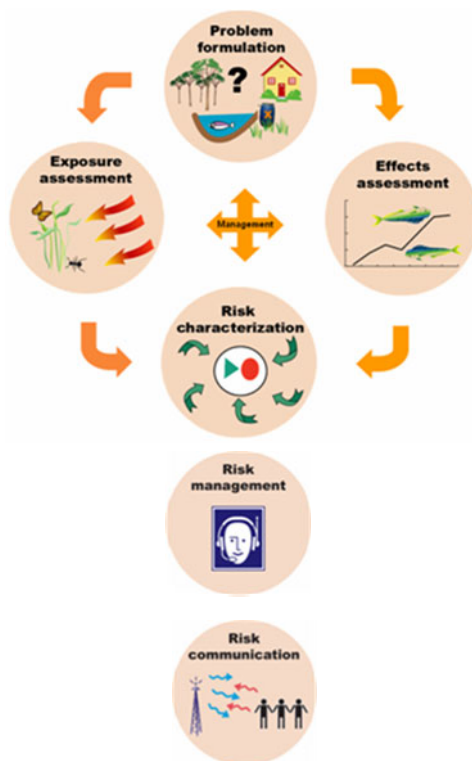 Problem
formulation
?
Exposure
assessment
Effects
assessment
Management
Risk
characterization
Risk
management
Risk
communication